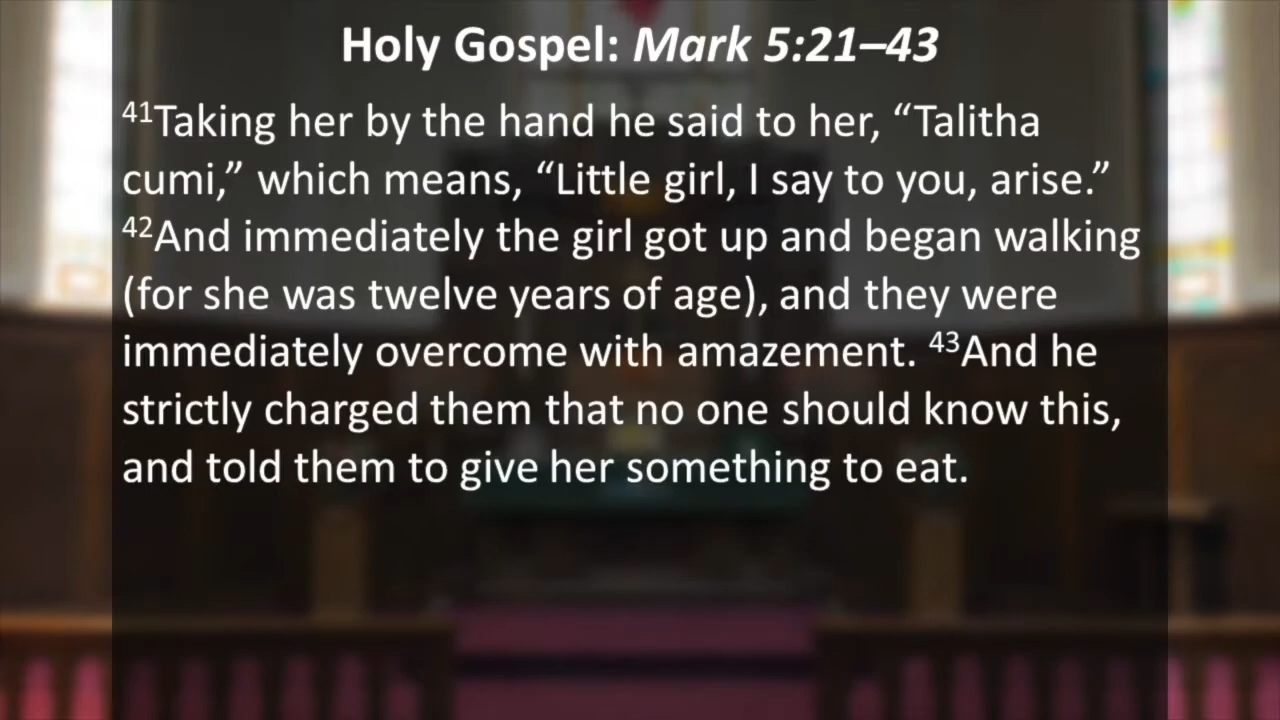 Holy Gospel: Mark 5:21–43
⁴¹Taking her by the hand he said to her, “Talitha
cumi,” which means, “Little girl, I say to you, arise.”
⁴²And immediately the girl got up and began walking
(for she was twelve years of age), and they were
immediately overcome with amazement. ⁴³And he
strictly charged them that no one should know this,
and told them to give her something to eat.